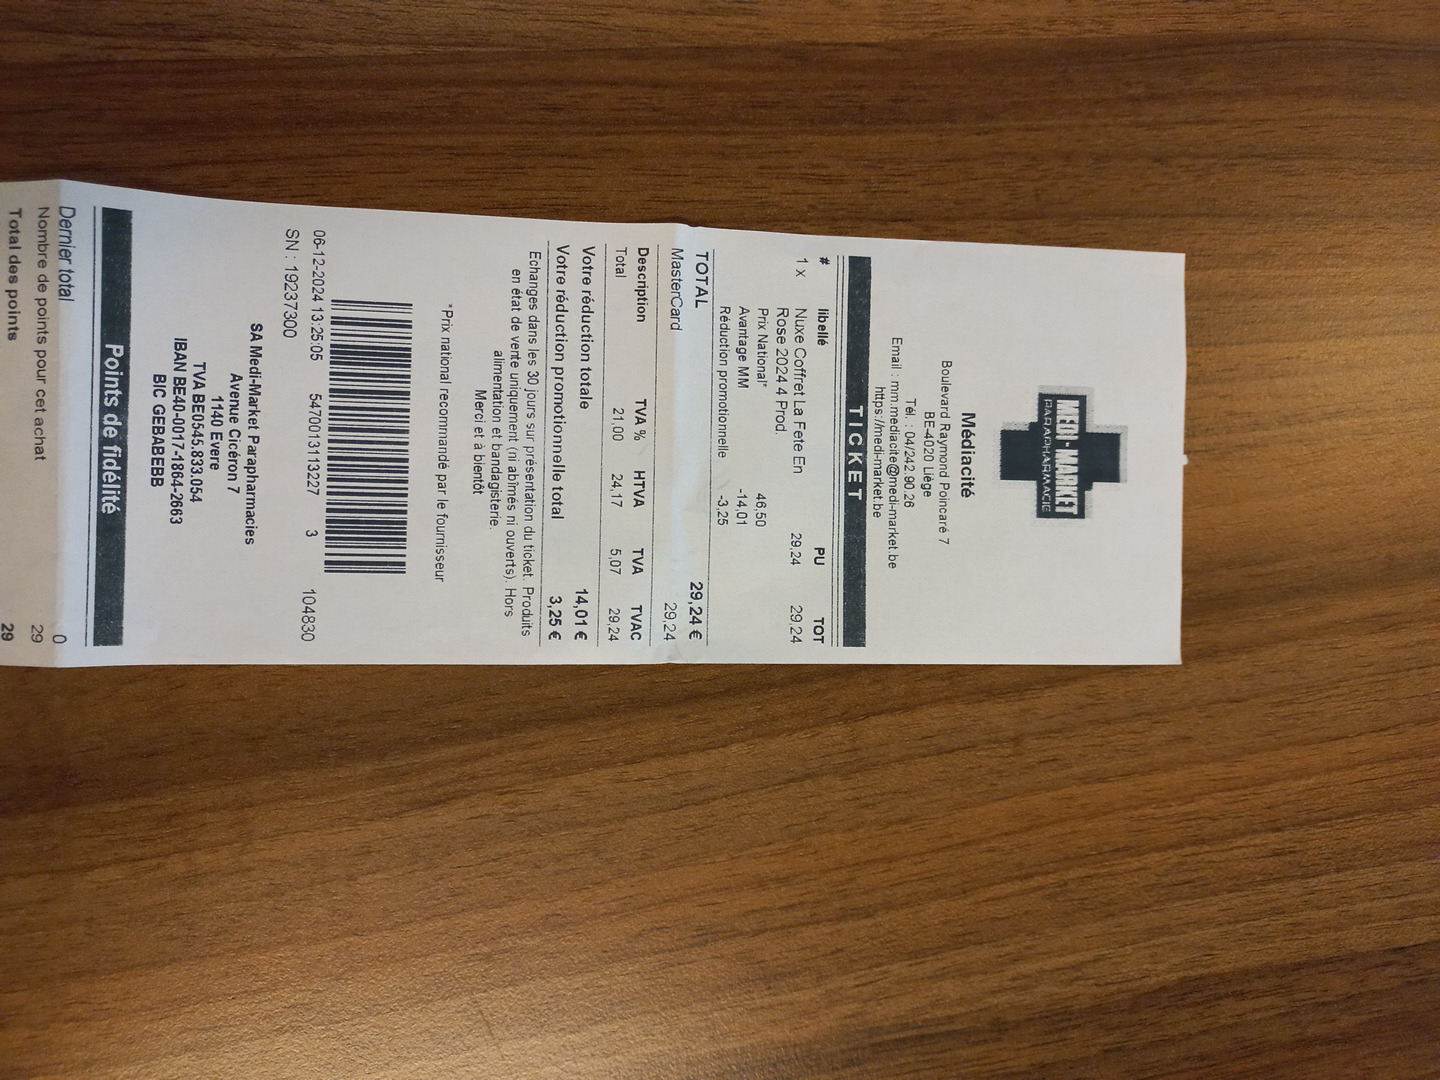 MEDI-MARKET
PARAPHARMACIE
Médiacité
Boulevard Raymond Poincaré 7
BE-4020 Liège
Tél. : 04/242.90.26
Email : mm.mediacite@medi-market.be
https://medi-market.be
TICKET
# libellé PU TOT
1 x Nuxe Coffret La Fete En 29,24 29,24
Rose 2024 4 Prod.
Prix National* 46,50
Avantage MM -14,01
Réduction promotionnelle -3,25
TOTAL 29,24 €
MasterCard 29,24
Description TVA % HTVA TVA TVAC
Total 21,00 24,17 5,07 29,24
Votre réduction totale 14,01 €
Votre réduction promotionnelle total 3,25 €
Echanges dans les 30 jours sur présentation du ticket. Produits
en état de vente uniquement (ni abîmés ni ouverts). Hors
alimentation et bandagisterie.
Merci et à bientôt
*Prix national recommandé par le fournisseur
06-12-2024 13:25:05 5470013113227 3 104830
SN : 19237300
SA Medi-Market Parapharmacies
Avenue Cicéron 7
1140 Evere
TVA BE0545.833.054
IBAN BE40-0017-1864-2663
BIC GEBABEBB
Points de fidélité
Dernier total 0
Nombre de points pour cet achat 29
Total des points 29